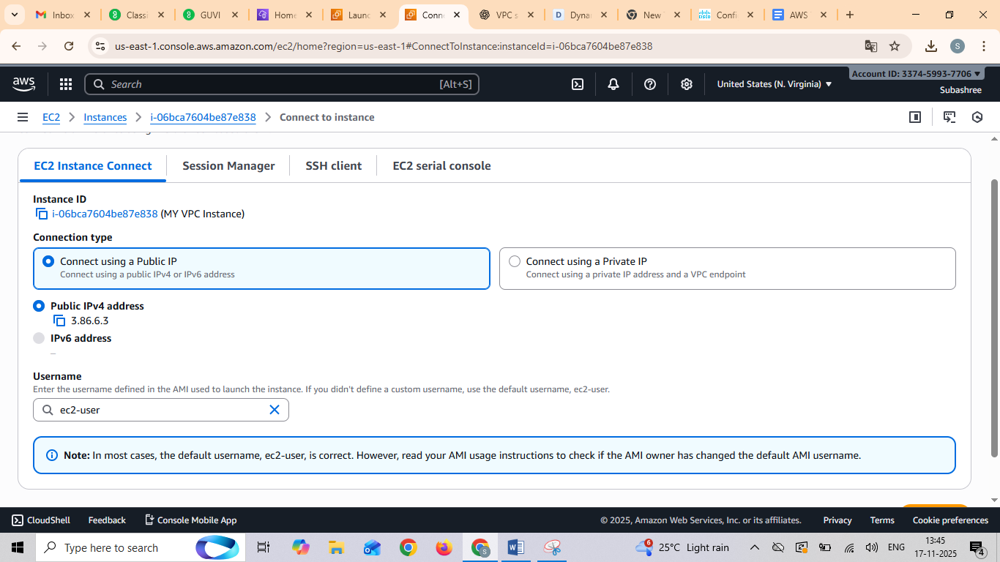 Inbox
Classi
GUVI
Home
Launc
Conn
VPC s
Dyna
New
Confi
AWS
us-east-1.console.aws.amazon.com/ec2/home?region=us-east-1#ConnectToInstance:instanceId=i-06bca7604be87e838
S
aws
Search
[Alt+S]
United States (N. Virginia)
Account ID: 3374-5993-7706
Subashree
EC2
Instances
i-06bca7604be87e838
Connect to instance
EC2 Instance Connect
Session Manager
SSH client
EC2 serial console
Instance ID
i-06bca7604be87e838 (MY VPC Instance)
Connection type
Connect using a Public IP
Connect using a public IPv4 or IPv6 address
Connect using a Private IP
Connect using a private IP address and a VPC endpoint
Public IPv4 address
3.86.6.3
IPv6 address
–
Username
Enter the username defined in the AMI used to launch the instance. If you didn't define a custom username, use the default username, ec2-user.
ec2-user
Note: In most cases, the default username, ec2-user, is correct. However, read your AMI usage instructions to check if the AMI owner has changed the default AMI username.
CloudShell
Feedback
Console Mobile App
© 2025, Amazon Web Services, Inc. or its affiliates.
Privacy
Terms
Cookie preferences
Type here to search
6
25°C Light rain
ENG
13:45
17-11-2025
4